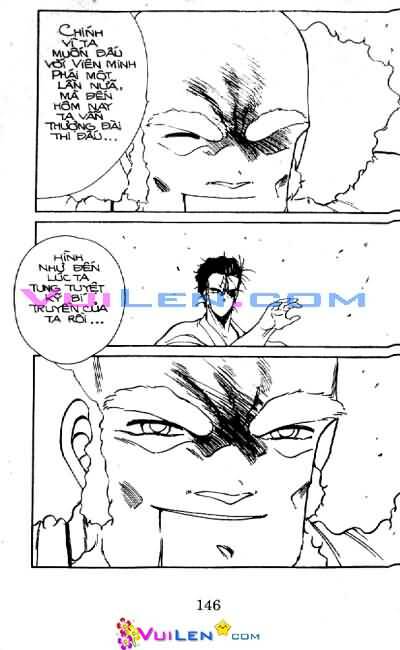 CHÍNH
VÌ TA
MUỐN ĐẤU
VỚI VIÊN MINH
PHÁI MỘT
LẦN NỮA,
MÀ ĐẾN
HÔM NAY
TA VẪN
THƯỢNG ĐÀI
THI ĐẤU...
HÌNH
NHƯ ĐẾN
LÚC TA
TUNG TUYỆT
KỸ BÍ
TRUYỀN CỦA
TA RỒI...
VUILEN.COM
146
VUILEN.COM